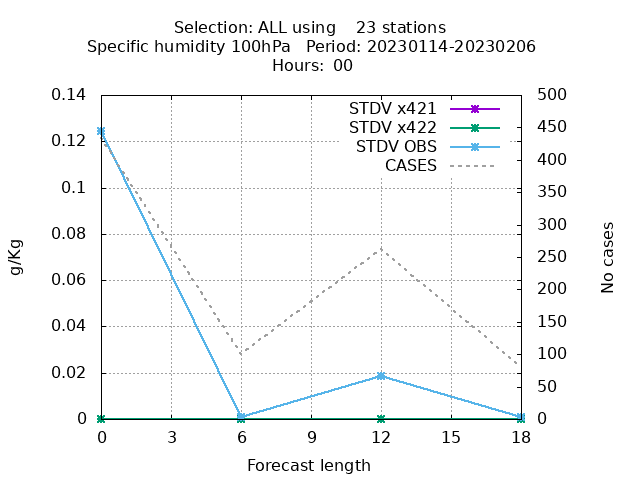 Selection: ALL using    23 stations
Specific humidity 100hPa   Period: 20230114-20230206
Hours:  00
0.14
0.12
0.1
0.08
0.06
0.04
0.02
0
g/Kg
STDV x421
STDV x422
STDV OBS
CASES
500
450
400
350
300
250
200
150
100
50
0
No cases
0 3 6 9 12 15 18
Forecast length